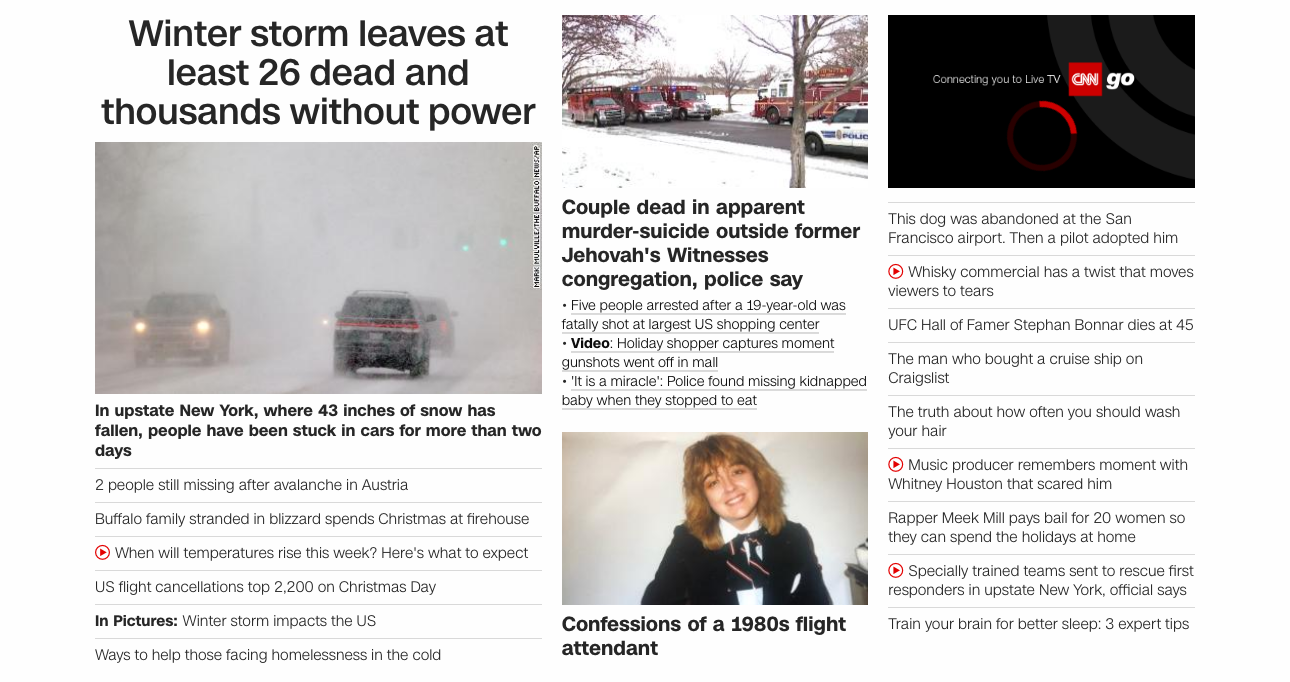 Winter storm leaves at
least 26 dead and
thousands without power
MARK MULVILLE/THE BUFFALO NEWS/AP
In upstate New York, where 43 inches of snow has
fallen, people have been stuck in cars for more than two
days
2 people still missing after avalanche in Austria
Buffalo family stranded in blizzard spends Christmas at firehouse
When will temperatures rise this week? Here's what to expect
US flight cancellations top 2,200 on Christmas Day
In Pictures: Winter storm impacts the US
Ways to help those facing homelessness in the cold
POLICE
Couple dead in apparent
murder-suicide outside former
Jehovah's Witnesses
congregation, police say
• Five people arrested after a 19-year-old was
fatally shot at largest US shopping center
• Video: Holiday shopper captures moment
gunshots went off in mall
• 'It is a miracle': Police found missing kidnapped
baby when they stopped to eat
Confessions of a 1980s flight
attendant
Connecting you to Live TV CNN go
This dog was abandoned at the San
Francisco airport. Then a pilot adopted him
Whisky commercial has a twist that moves
viewers to tears
UFC Hall of Famer Stephan Bonnar dies at 45
The man who bought a cruise ship on
Craigslist
The truth about how often you should wash
your hair
Music producer remembers moment with
Whitney Houston that scared him
Rapper Meek Mill pays bail for 20 women so
they can spend the holidays at home
Specially trained teams sent to rescue first
responders in upstate New York, official says
Train your brain for better sleep: 3 expert tips